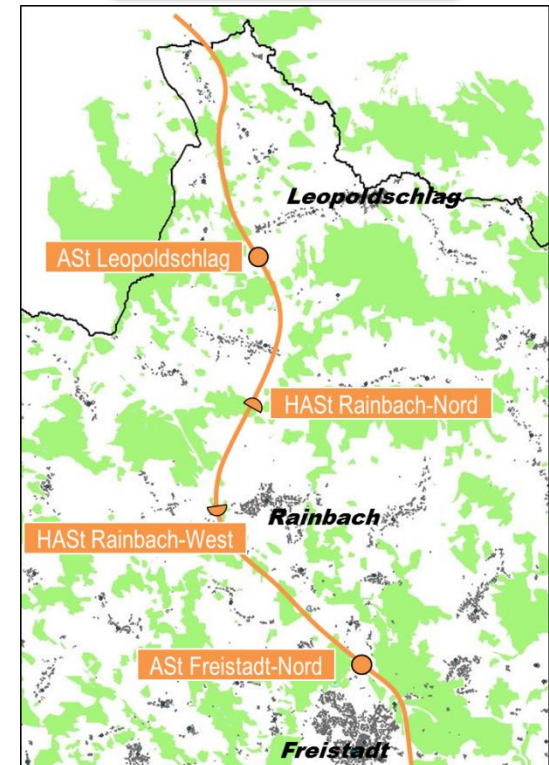 Leopoldschlag
ASt Leopoldschlag
HASt Rainbach-Nord
Rainbach
HASt Rainbach-West
ASt Freistadt-Nord
Freistadt